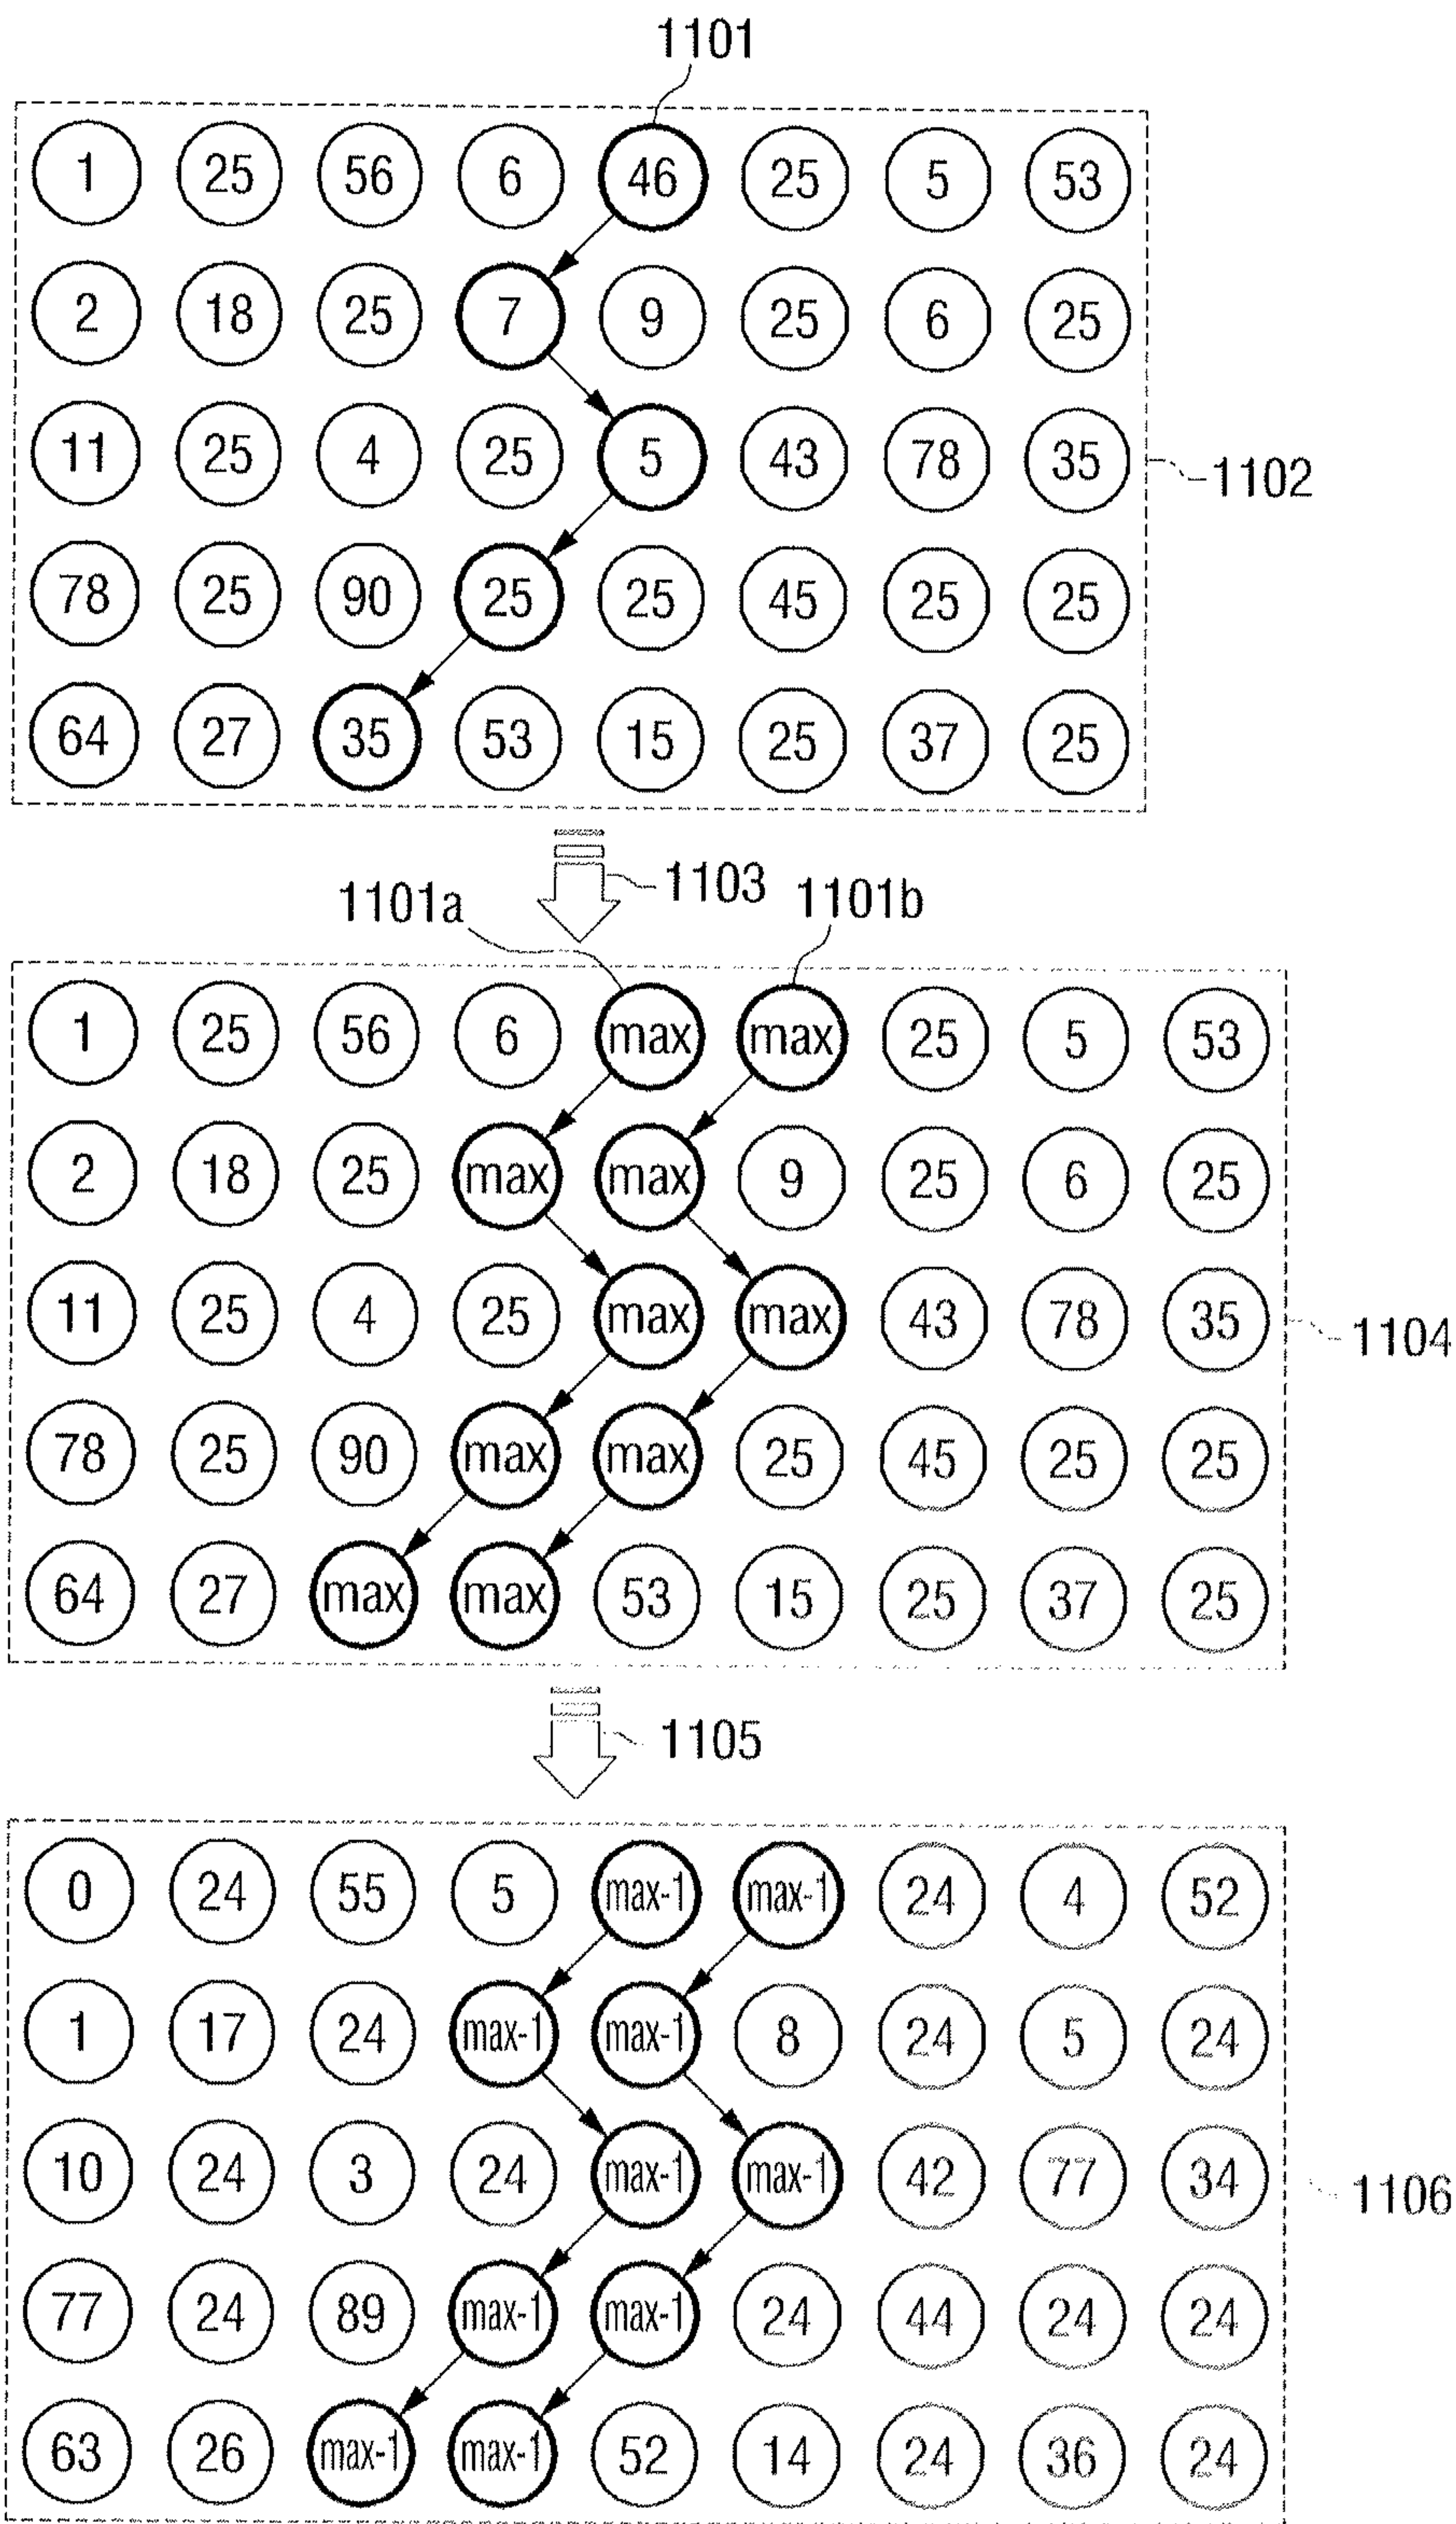 1101
1 25 56 6 46 25 5 53
2 18 25 7 9 25 6 25
11 25 4 25 5 43 78 35
1102
78 25 90 25 25 45 25 25
64 27 35 53 15 25 37 25
1103
1101a 1101b
1 25 56 6 max max 25 5 53
2 18 25 max max 9 25 6 25
11 25 4 25 max max 43 78 35
1104
78 25 90 max max 25 45 25 25
64 27 max max 53 15 25 37 25
1105
0 24 55 5 max-1 max-1 24 4 52
1 17 24 max-1 max-1 8 24 5 24
10 24 3 24 max-1 max-1 42 77 34
1106
77 24 89 max-1 max-1 24 44 24 24
63 26 max-1 max-1 52 14 24 36 24